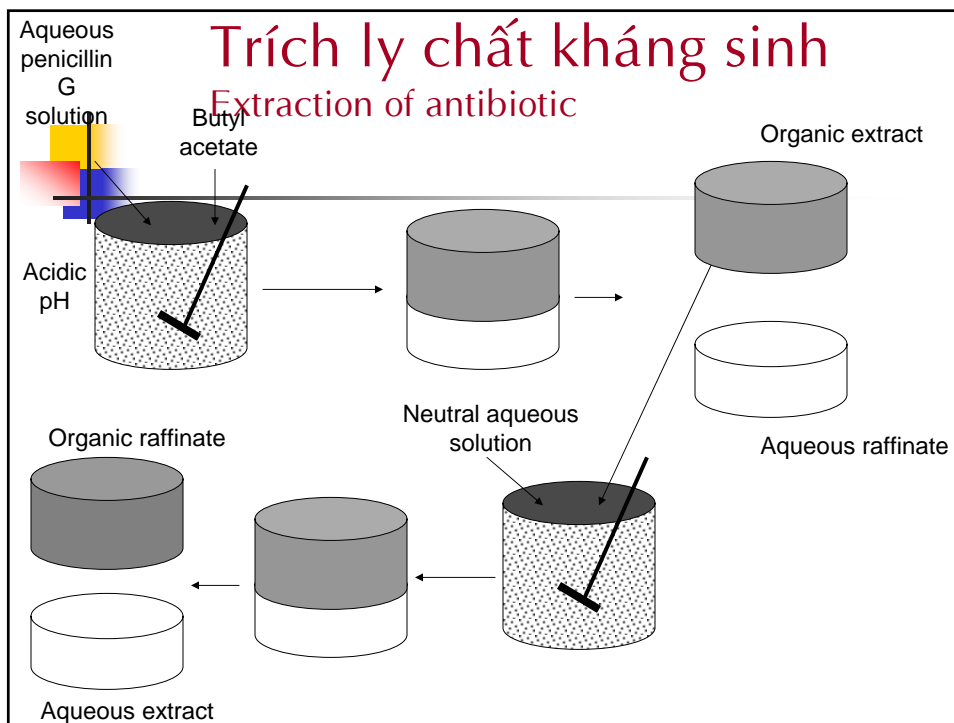 Trích ly chất kháng sinh
Extraction of antibiotic
Aqueous
penicillin
G
solution
Butyl
acetate
Organic extract
Acidic
pH
Neutral aqueous
solution
Aqueous raffinate
Organic raffinate
Aqueous extract